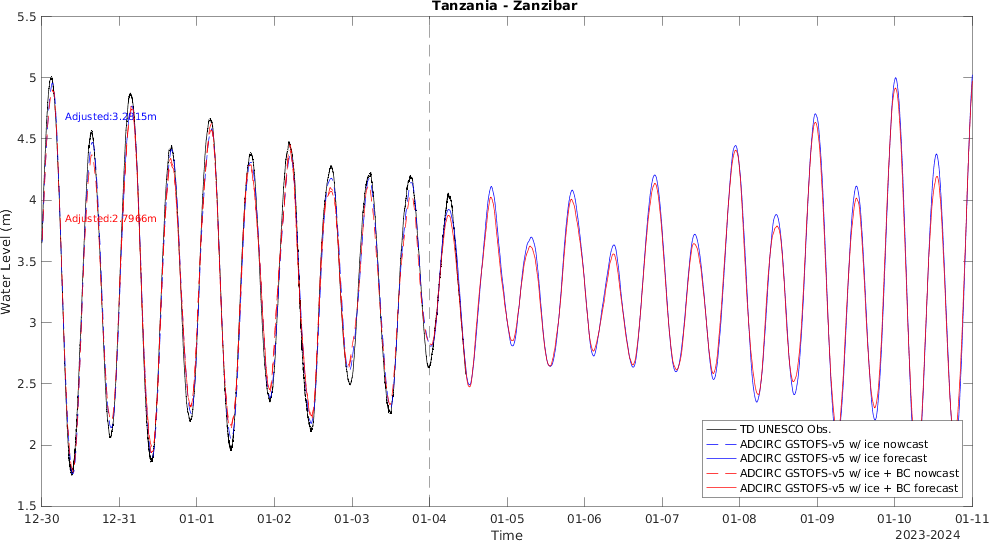 Tanzania - Zanzibar
5.5
5
4.5
4
3.5
3
2.5
2
1.5
Water Level (m)
Adjusted:3.2815m
Adjusted:2.7966m
TD UNESCO Obs.
ADCIRC GSTOFS-v5 w/ ice nowcast
ADCIRC GSTOFS-v5 w/ ice forecast
ADCIRC GSTOFS-v5 w/ ice + BC nowcast
ADCIRC GSTOFS-v5 w/ ice + BC forecast
12-30 12-31 01-01 01-02 01-03 01-04 01-05 01-06 01-07 01-08 01-09 01-10 01-11
Time
2023-2024